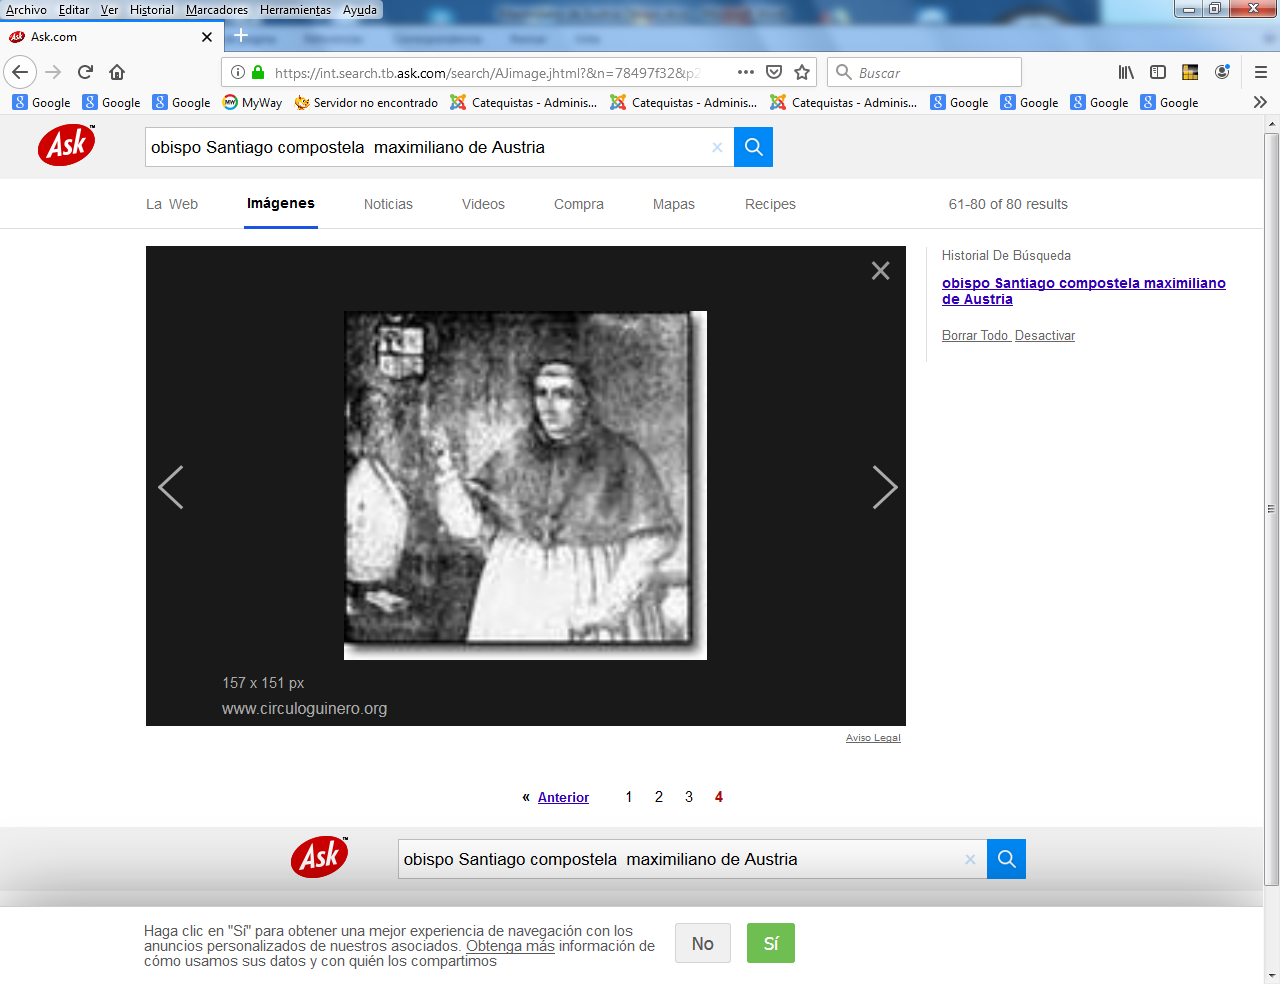 Archivo Editar Ver Historial Marcadores Herramientas Ayuda
Ask Ask.com
https://int.search.tb.ask.com/search/AJimage.jhtml?&n=78497f32&p2
Buscar
Google Google Google MyWay Servidor no encontrado Catequistas - Adminis... Catequistas - Adminis... Catequistas - Adminis... Google Google Google Google
Ask™ obispo Santiago compostela  maximiliano de Austria
La Web Imágenes Noticias Videos Compra Mapas Recipes 61-80 of 80 results
Historial De Búsqueda
obispo Santiago compostela maximiliano
de Austria
Borrar Todo Desactivar
157 x 151 px
www.circuloguinero.org
Aviso Legal
« Anterior 1 2 3 4
Ask™ obispo Santiago compostela  maximiliano de Austria
Haga clic en "Sí" para obtener una mejor experiencia de navegación con los
anuncios personalizados de nuestros asociados. Obtenga más información de
cómo usamos sus datos y con quién los compartimos
No Sí